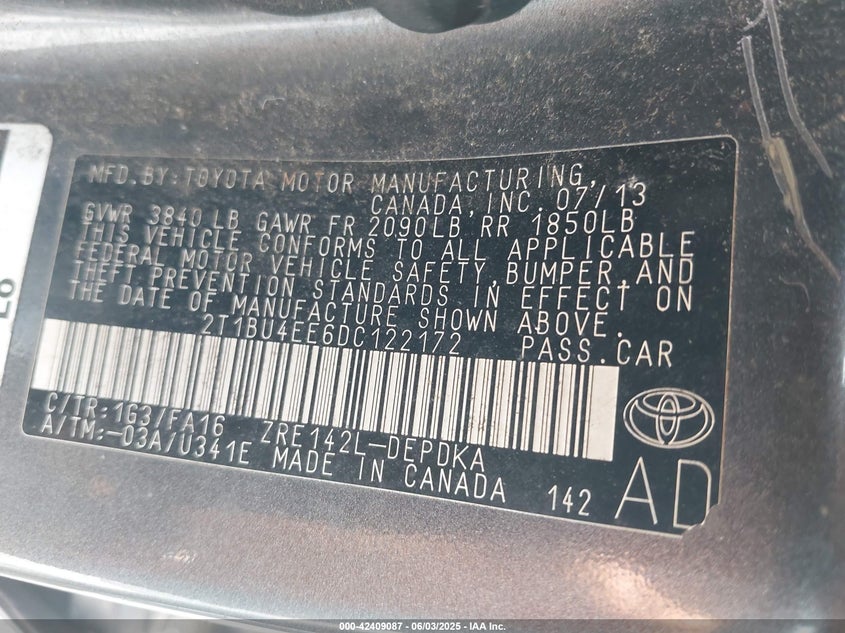 MFD.BY:TOYOTA MOTOR MANUFACTURING,
CANADA,INC. 07/13
GVWR 3840 LB GAWR FR 2090LB RR 1850LB
THIS VEHICLE CONFORMS TO ALL APPLICABLE
FEDERAL MOTOR VEHICLE SAFETY,BUMPER,AND
THEFT PREVENTION STANDARDS IN EFFECT ON
THE DATE OF MANUFACTURE SHOWN ABOVE.
2T1BU4EE6DC122172 PASS.CAR
C/TR:1G3/FA16 ZRE142L-DEPDKA
A/TM:-03A/U341E MADE IN CANADA 142
AD
000-42409087 - 06/03/2025 - IAA Inc.